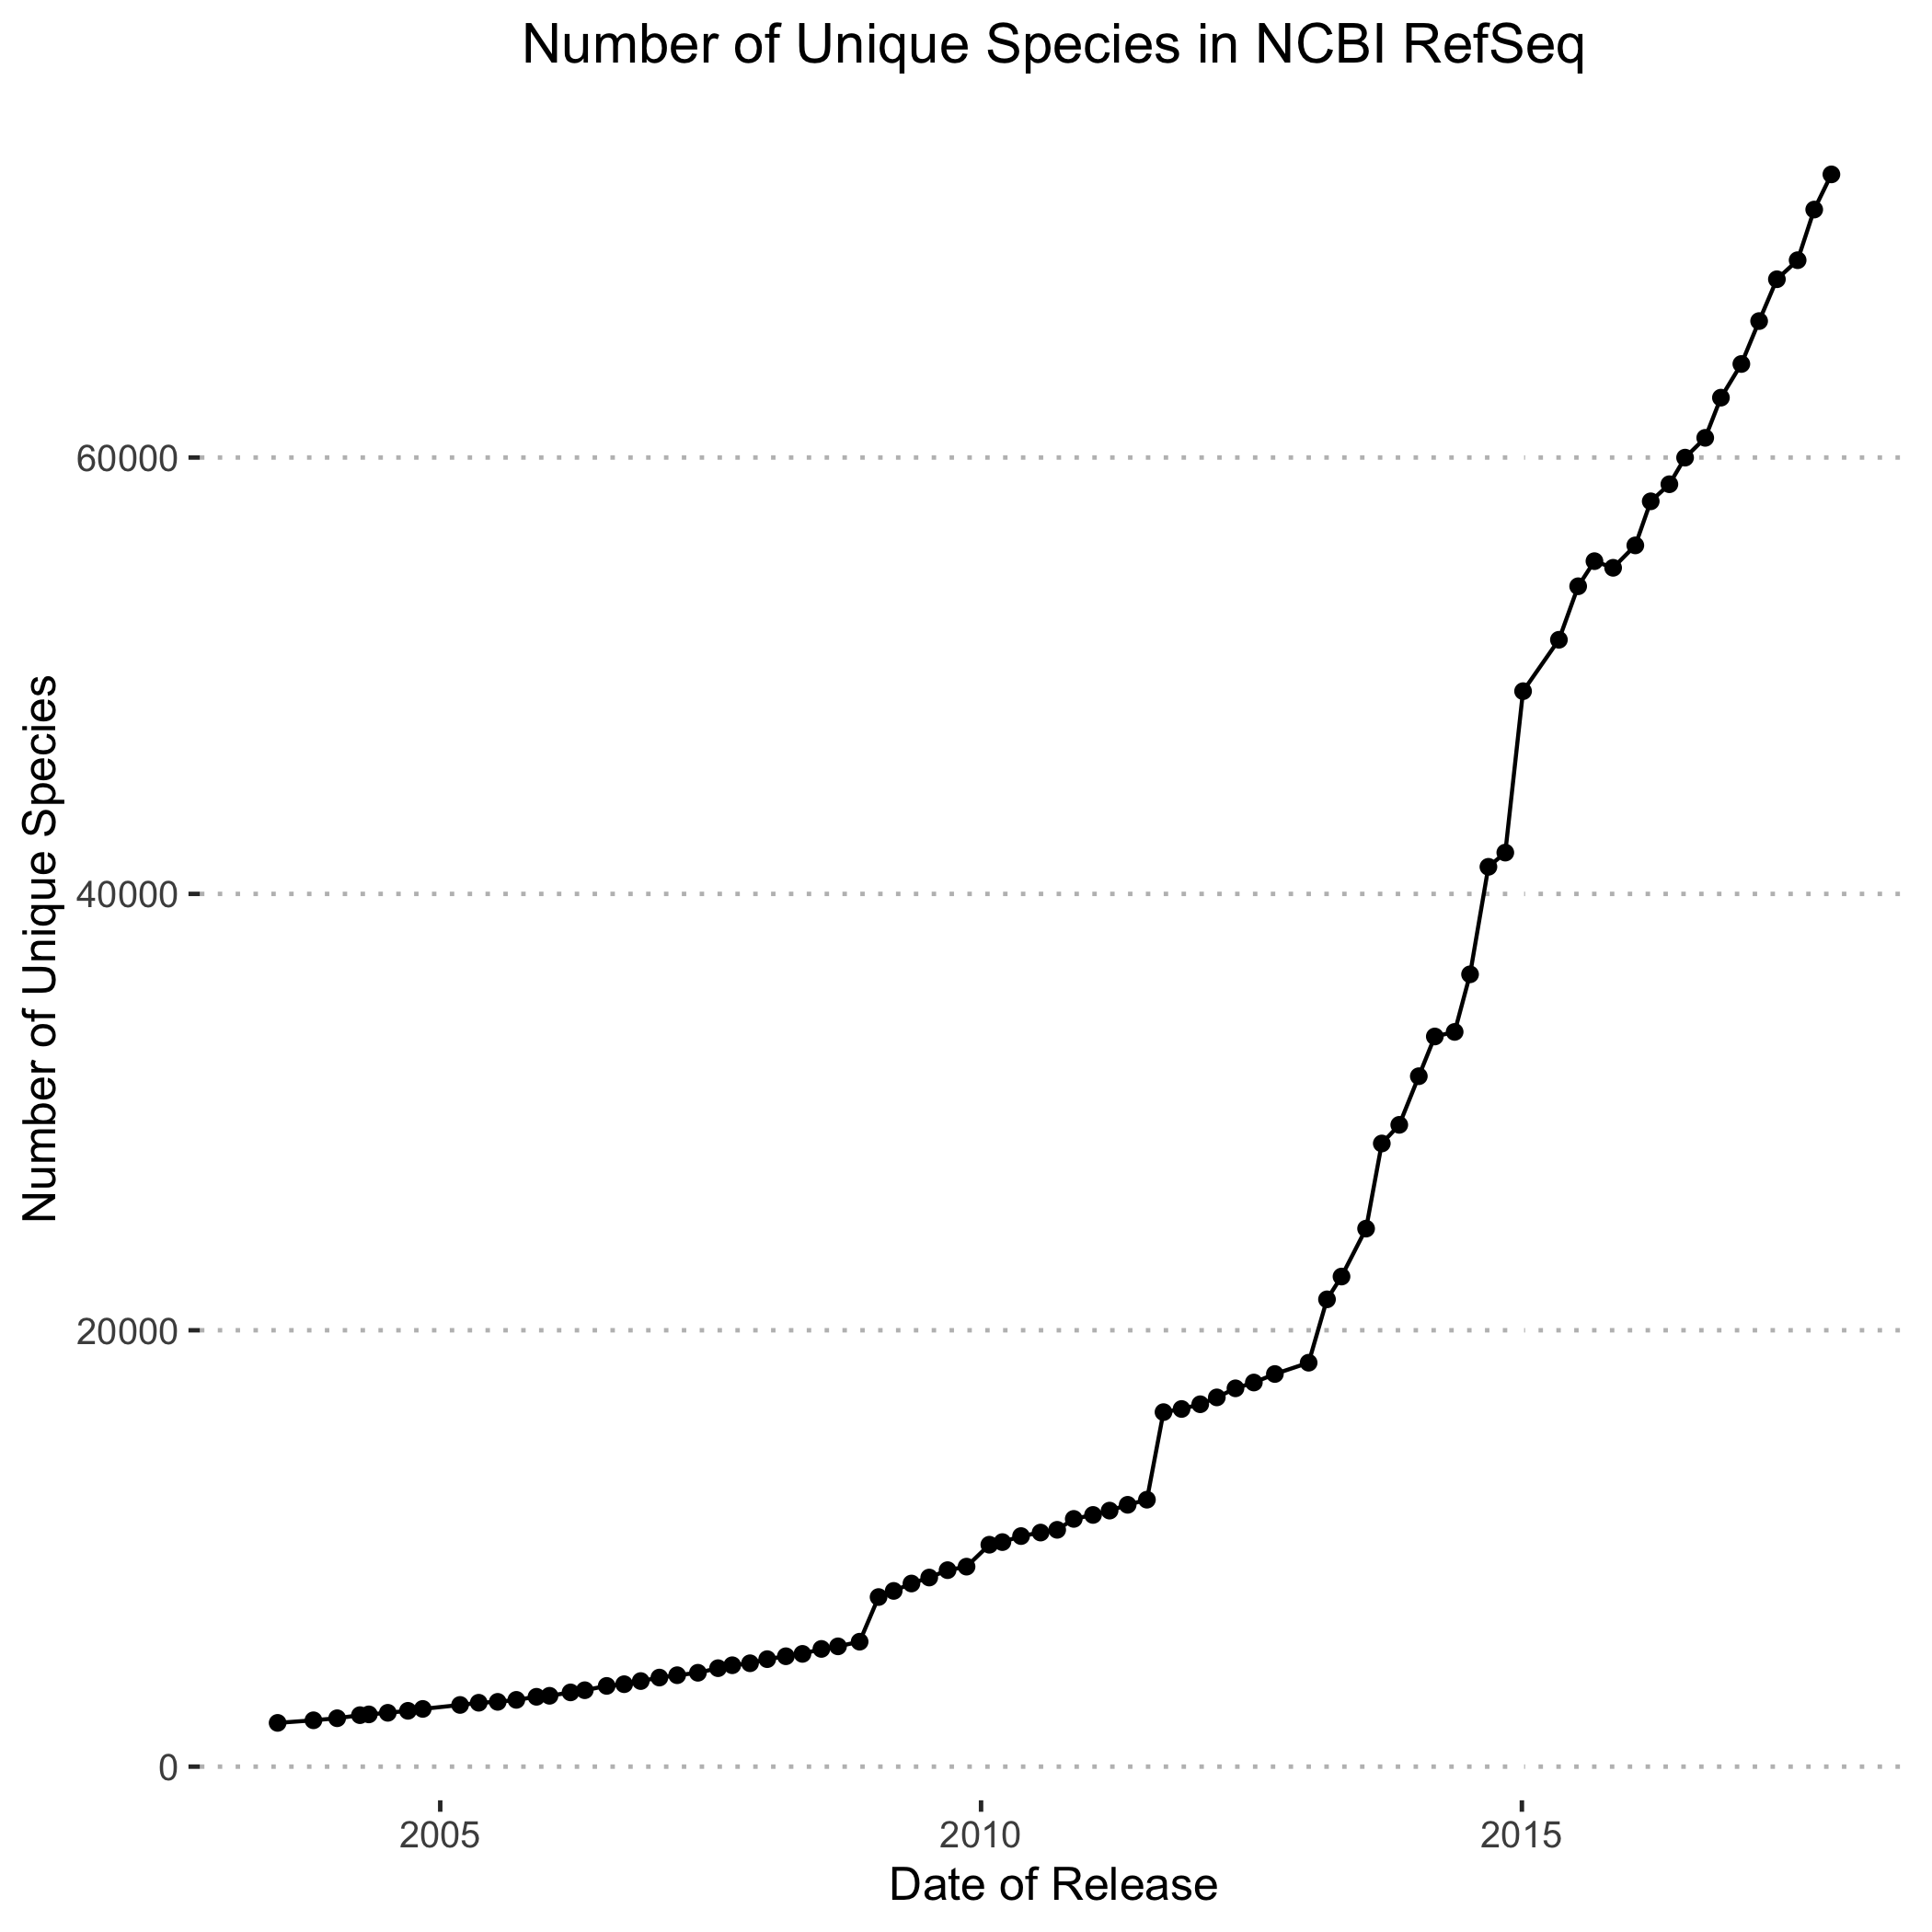 Number of Unique Species in NCBI RefSeq
Number of Unique Species
60000
40000
20000
0
2005
2010
2015
Date of Release